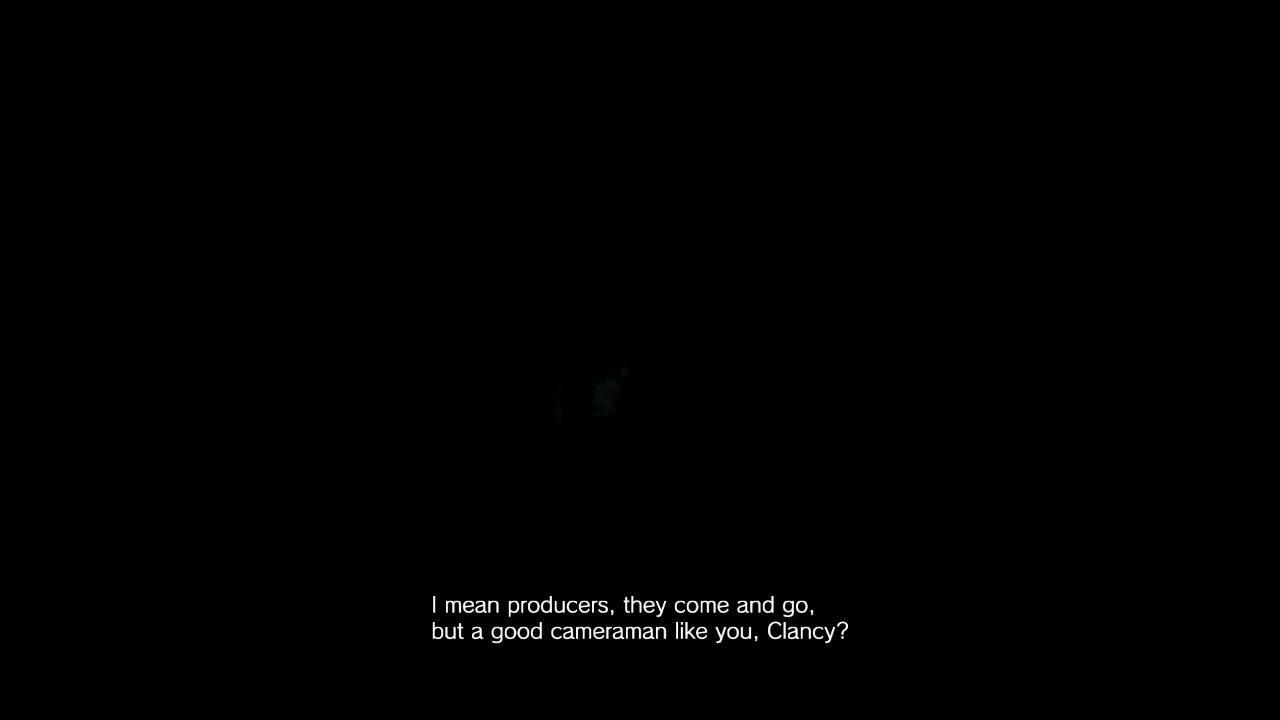 I mean producers, they come and go,
but a good cameraman like you, Clancy?